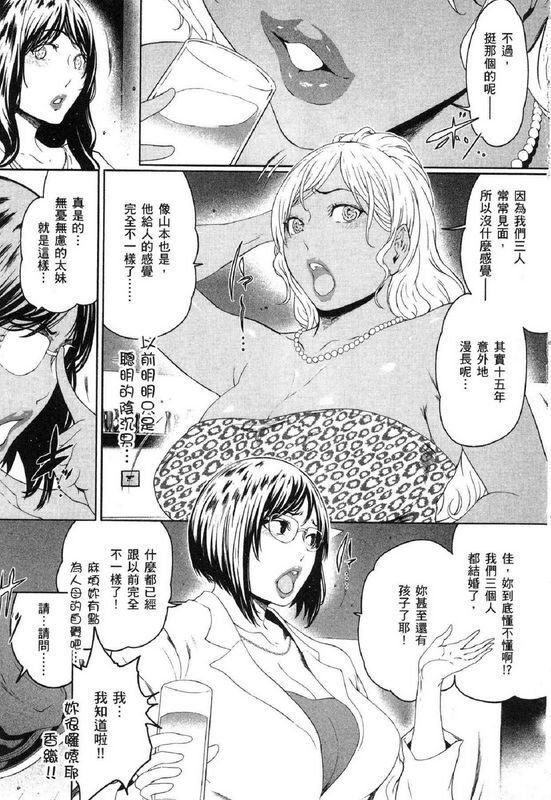 不過，
挺那個的呢——
因為我們三人
常常見面，
所以沒什麼感覺——
其實十五年
意外地
漫長呢…
像山本也是，
他給人的感覺
完全不一樣了……
以前明明只是
聰明的陰沉男…
真是的…
無憂無慮的太妹
就是這樣…
佳，妳到底懂不懂啊!?
我們三個人
都結婚了，
妳甚至還有
孩子了耶！
什麼都已經
跟以前完全
不一樣了！
麻煩妳有點
為人母的自覺吧…
我…
我知道啦!!
妳很囉嗦耶
香織!!
請…請問…